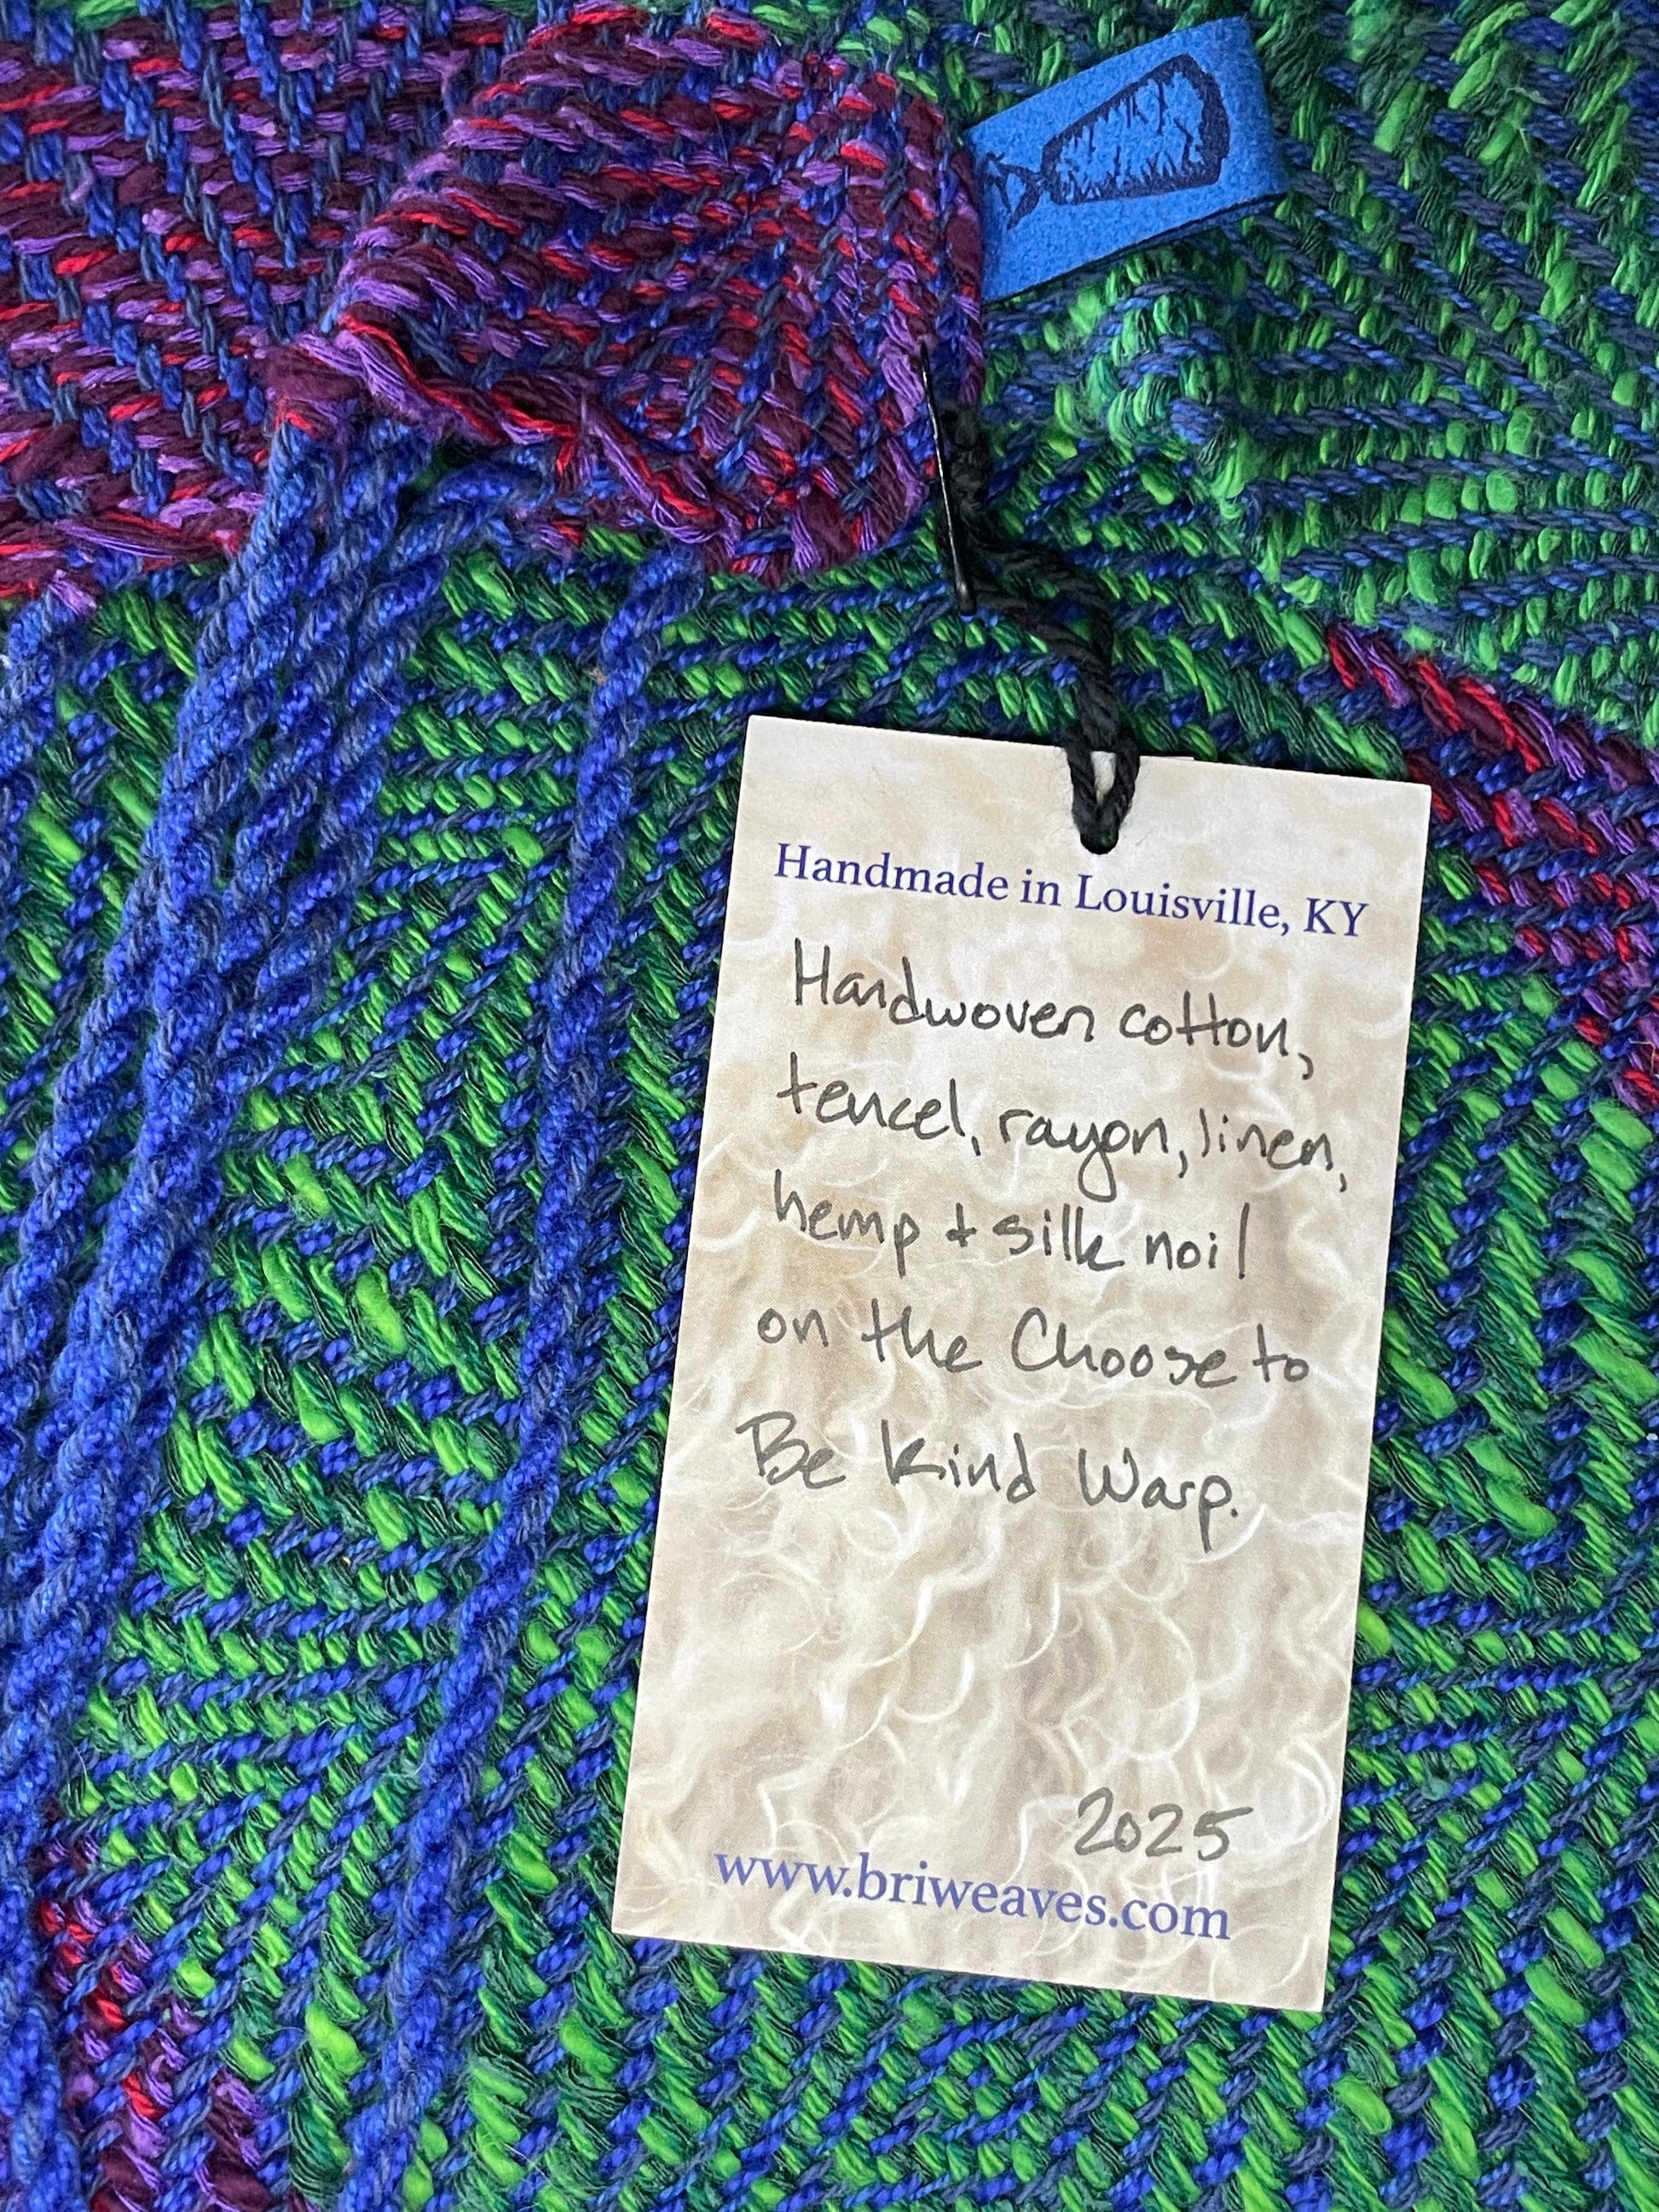 Handmade in Louisville, KY
Handwoven cotton,
tencel, rayon, linen,
hemp + silk noil
on the Choose to
Be Kind Warp.
2025
www.briweaves.com